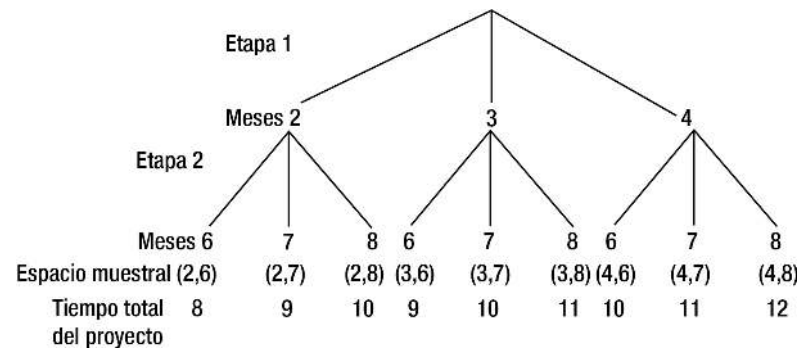 Etapa 1
Meses 2 3 4
Etapa 2
Meses 6 7 8 6 7 8 6 7 8
Espacio muestral (2,6) (2,7) (2,8) (3,6) (3,7) (3,8) (4,6) (4,7) (4,8)
Tiempo total 8 9 10 9 10 11 10 11 12
del proyecto